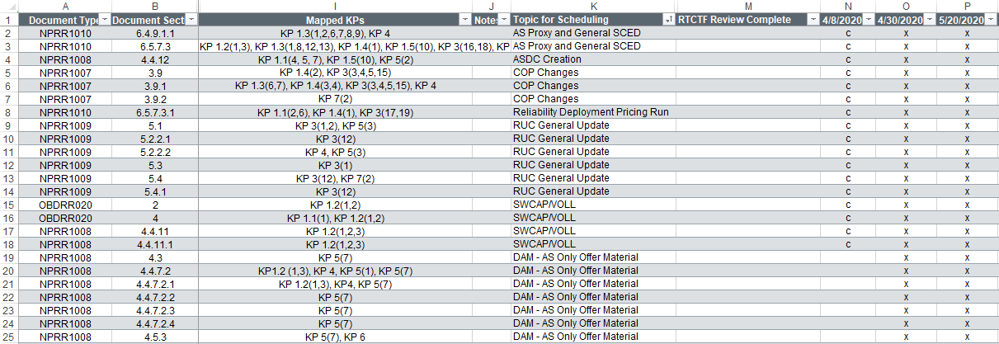 A B I J K M N O P
1 Document Type Document Sect Mapped KPs Notes Topic for Scheduling RTCTF Review Complete 4/8/2020 4/30/2020 5/20/2020
2 NPRR1010 6.4.9.1.1 KP 1.3(1,2,6,7,8,9), KP 4 AS Proxy and General SCED c x x
3 NPRR1010 6.5.7.3 KP 1.2(1,3), KP 1.3(1,8,12,13), KP 1.4(1), KP 1.5(10), KP 3(16,18), KP AS Proxy and General SCED c x x
4 NPRR1008 4.4.12 KP 1.1(4, 5, 7), KP 1.5(10), KP 5(2) ASDC Creation c x x
5 NPRR1007 3.9 KP 1.4(2), KP 3(3,4,5,15) COP Changes c x x
6 NPRR1007 3.9.1 KP 1.3(6,7), KP 1.4(3,4), KP 3(3,4,5,15), KP 4 COP Changes c x x
7 NPRR1007 3.9.2 KP 7(2) COP Changes c x x
8 NPRR1010 6.5.7.3.1 KP 1.1(2,6), KP 1.4(1), KP 3(17,19) Reliability Deployment Pricing Run c x x
9 NPRR1009 5.1 KP 3(1,2), KP 5(3) RUC General Update c x x
10 NPRR1009 5.2.2.1 KP 3(12) RUC General Update c x x
11 NPRR1009 5.2.2.2 KP 4, KP 5(3) RUC General Update c x x
12 NPRR1009 5.3 KP 3(1) RUC General Update c x x
13 NPRR1009 5.4 KP 3(12), KP 7(2) RUC General Update c x x
14 NPRR1009 5.4.1 KP 3(12) RUC General Update c x x
15 OBDRR020 2 KP 1.2(1,2) SWCAP/VOLL c x x
16 OBDRR020 4 KP 1.1(1), KP 1.2(1,2) SWCAP/VOLL c x x
17 NPRR1008 4.4.11 KP 1.2(1,2,3) SWCAP/VOLL c x x
18 NPRR1008 4.4.11.1 KP 1.2(1,2,3) SWCAP/VOLL c x x
19 NPRR1008 4.3 KP 5(7) DAM - AS Only Offer Material x x
20 NPRR1008 4.4.7.2 KP1.2 (1,3), KP 4, KP 5(1), KP 5(7) DAM - AS Only Offer Material x x
21 NPRR1008 4.4.7.2.1 KP 1.2(1,3), KP4, KP 5(7) DAM - AS Only Offer Material x x
22 NPRR1008 4.4.7.2.2 KP 5(7) DAM - AS Only Offer Material x x
23 NPRR1008 4.4.7.2.3 KP 5(7) DAM - AS Only Offer Material x x
24 NPRR1008 4.4.7.2.4 KP 5(7) DAM - AS Only Offer Material x x
25 NPRR1008 4.5.3 KP 5(7), KP 6 DAM - AS Only Offer Material x x